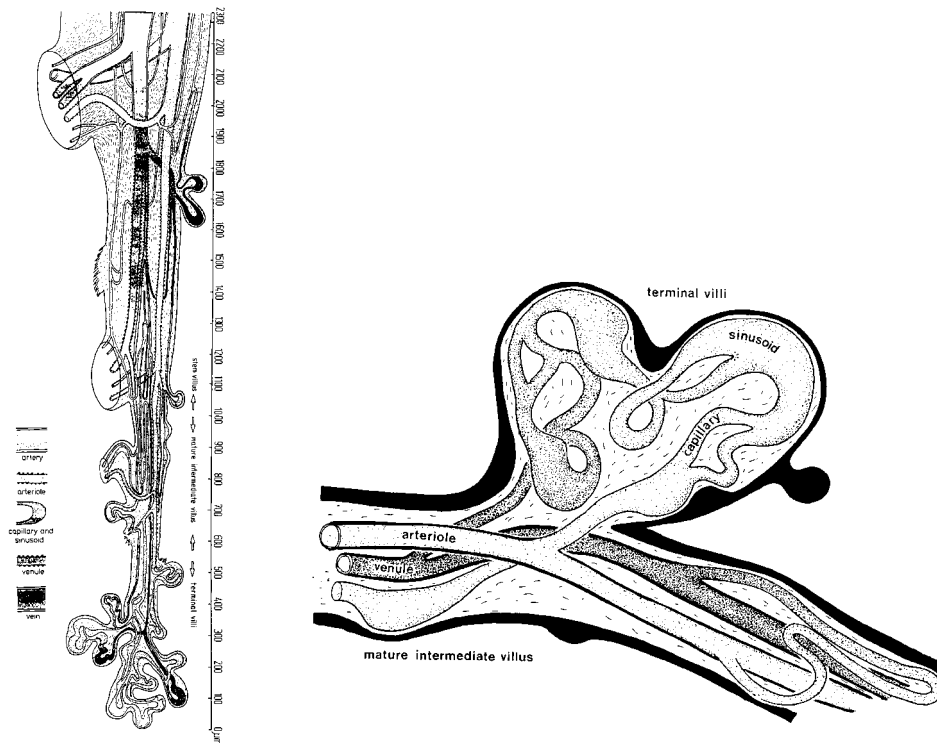 2300
2200
2100
2000
1900
1800
1700
1600
1500
1400
1300
1200
1100
1000
900
800
700
600
500
400
300
200
100
0 µm
stem villus
mature intermediate villus
terminal villi
artery
arteriole
capillary and
sinusoid
venule
vein
terminal villi
sinusoid
capillary
arteriole
venule
mature intermediate villus